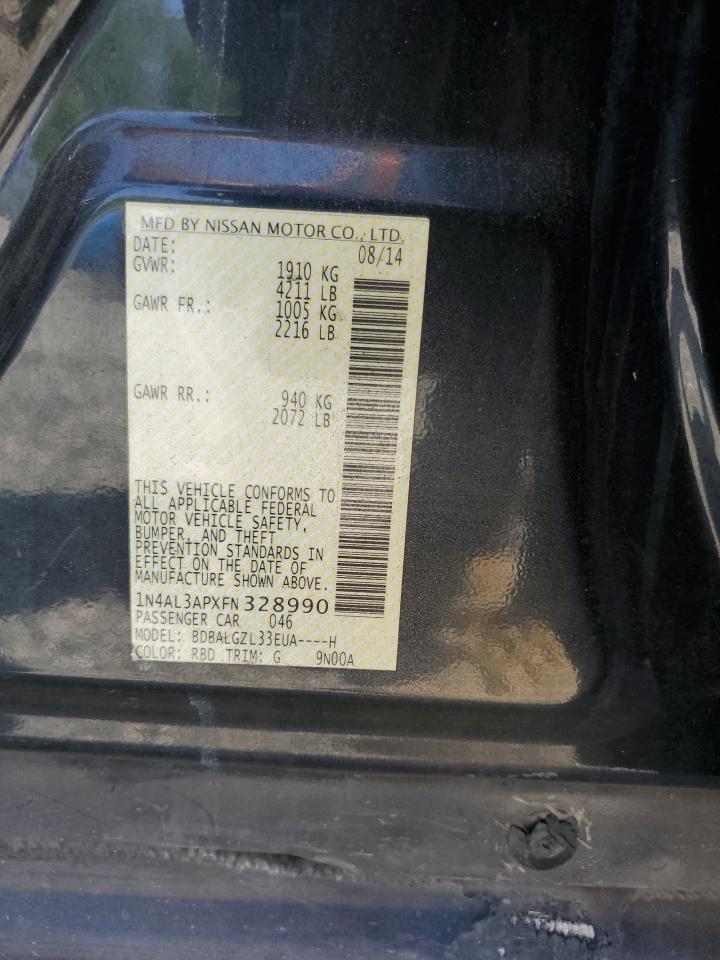 MFD BY NISSAN MOTOR CO., LTD.
DATE: 08/14
GVWR: 1910 KG
4211 LB
GAWR FR.: 1005 KG
2216 LB
GAWR RR.: 940 KG
2072 LB
THIS VEHICLE CONFORMS TO
ALL APPLICABLE FEDERAL
MOTOR VEHICLE SAFETY,
BUMPER, AND THEFT
PREVENTION STANDARDS IN
EFFECT ON THE DATE OF
MANUFACTURE SHOWN ABOVE.
1N4AL3APXFN328990
PASSENGER CAR 046
MODEL: BDBALGZL33EUA----H
COLOR: RBD TRIM: G 9N00A